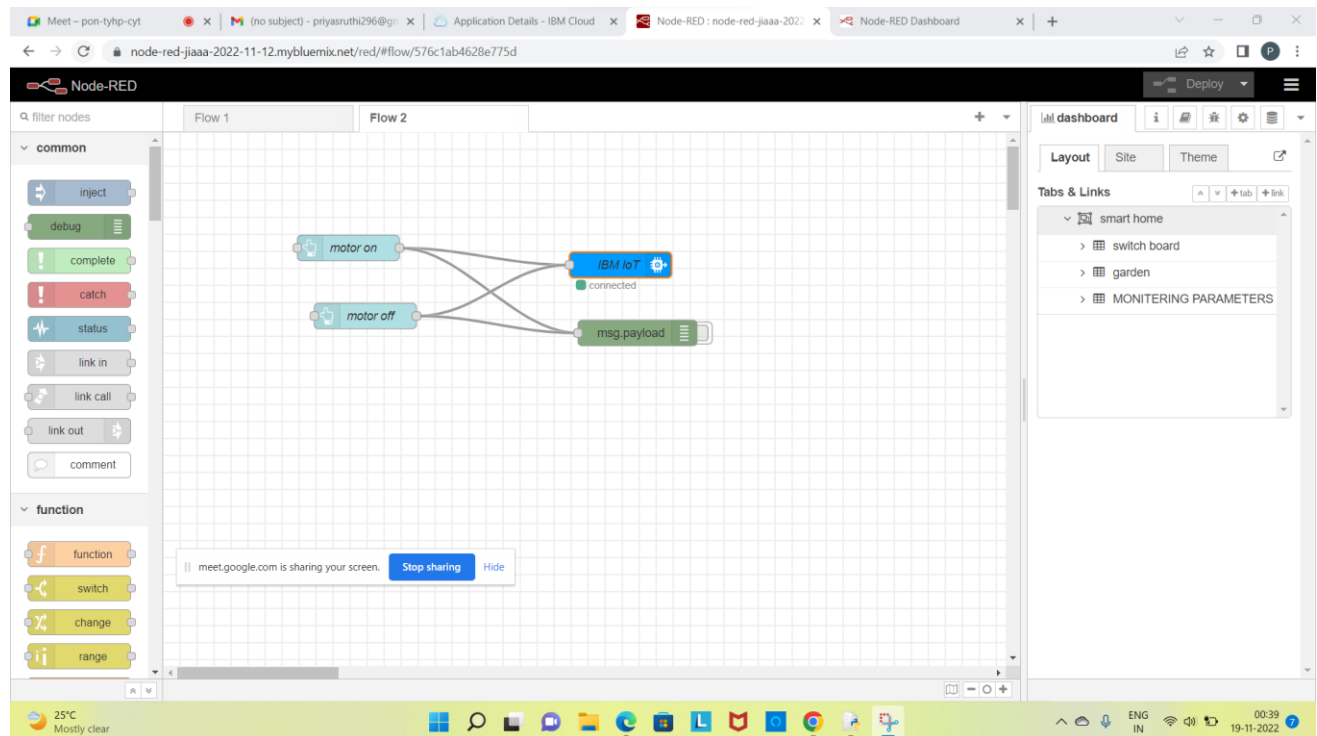 Meet – pon-tyhp-cyt
(no subject) - priyasruthi296@gm
Application Details - IBM Cloud
Node-RED : node-red-jiaaa-2022
Node-RED Dashboard
node-red-jiaaa-2022-11-12.mybluemix.net/red/#flow/576c1ab4628e775d
P
Node-RED
Deploy
filter nodes
Flow 1
Flow 2
dashboard
common
inject
debug
complete
catch
status
link in
link call
link out
comment
function
function
switch
change
range
motor on
motor off
IBM IoT
connected
msg.payload
meet.google.com is sharing your screen.
Stop sharing
Hide
Layout
Site
Theme
Tabs & Links
+ tab
+ link
smart home
switch board
garden
MONITERING PARAMETERS
25°C
Mostly clear
ENG
IN
00:39
19-11-2022
7